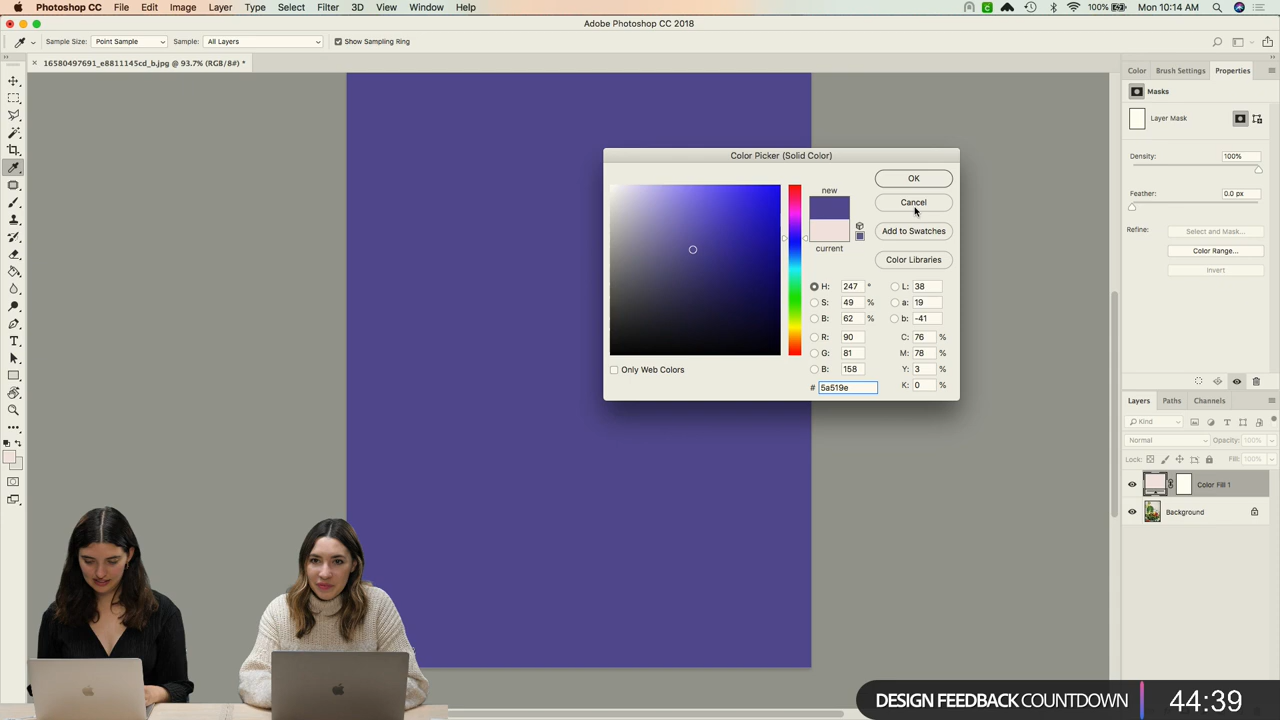 Photoshop CC File Edit Image Layer Type Select Filter 3D View Window Help 100% Mon 10:14 AM
Adobe Photoshop CC 2018
Sample Size: Point Sample Sample: All Layers Show Sampling Ring
16580497691_e8811145cd_b.jpg @ 93.7% (RGB/8#) *
Color Brush Settings Properties
Masks
Layer Mask
Density: 100%
Feather: 0.0 px
Refine: Select and Mask...
Color Range...
Invert
Color Picker (Solid Color)
new
current
OK
Cancel
Add to Swatches
Color Libraries
H: 247 ° L: 38
S: 49 % a: 19
B: 62 % b: -41
R: 90 C: 76 %
G: 81 M: 78 %
B: 158 Y: 3 %
# 5a519e K: 0 %
Only Web Colors
Layers Paths Channels
Kind
Normal Opacity: 100%
Lock: Fill: 100%
Color Fill 1
Background
DESIGN FEEDBACK COUNTDOWN 44:39